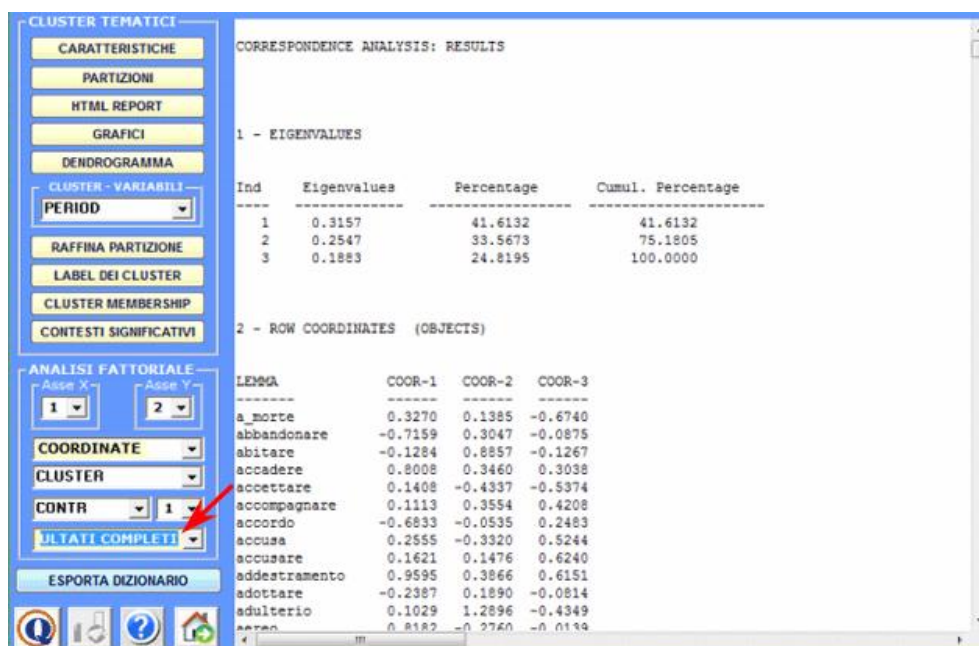 CLUSTER TEMATICI
CARATTERISTICHE
PARTIZIONI
HTML REPORT
GRAFICI
DENDROGRAMMA
CLUSTER - VARIABILI
PERIOD
RAFFINA PARTIZIONE
LABEL DEI CLUSTER
CLUSTER MEMBERSHIP
CONTESTI SIGNIFICATIVI
ANALISI FATTORIALE
Asse X Asse Y
1 2
COORDINATE
CLUSTER
CONTR 1
ULTATI COMPLETI
ESPORTA DIZIONARIO
Q ?
CORRESPONDENCE ANALYSIS: RESULTS
1 - EIGENVALUES
Ind Eigenvalues Percentage Cumul. Percentage
1 0.3157 41.6132 41.6132
2 0.2547 33.5673 75.1805
3 0.1883 24.8195 100.0000
2 - ROW COORDINATES (OBJECTS)
LEMMA COOR-1 COOR-2 COOR-3
a_morte 0.3270 0.1385 -0.6740
abbandonare -0.7159 0.3047 -0.0875
abitare -0.1284 0.8857 -0.1267
accadere 0.8008 0.3460 0.3038
accettare 0.1408 -0.4337 -0.5374
accompagnare 0.1113 0.3554 0.4208
accordo -0.6833 -0.0535 0.2483
accusa 0.2555 -0.3320 0.5244
accusare 0.1621 0.1476 0.6240
addestramento 0.9595 0.3866 0.6151
adottare -0.2387 0.1890 -0.0814
adulterio 0.1029 1.2896 -0.4349
aereo 0.8182 -0.2760 -0.0139